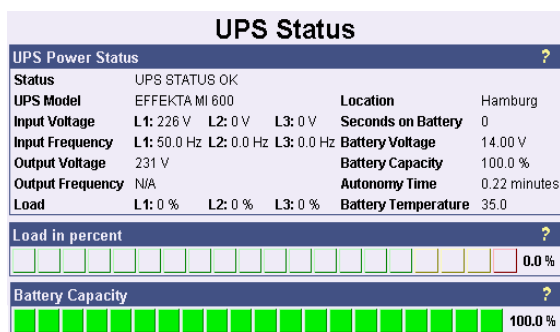 UPS Status
UPS Power Status ?
Status UPS STATUS OK
UPS Model EFFEKTA MI 600 Location Hamburg
Input Voltage L1: 226 V L2: 0 V L3: 0 V Seconds on Battery 0
Input Frequency L1: 50.0 Hz L2: 0.0 Hz L3: 0.0 Hz Battery Voltage 14.00 V
Output Voltage 231 V Battery Capacity 100.0 %
Output Frequency N/A Autonomy Time 0.22 minutes
Load L1: 0 % L2: 0 % L3: 0 % Battery Temperature 35.0
Load in percent ?
0.0 %
Battery Capacity ?
100.0 %